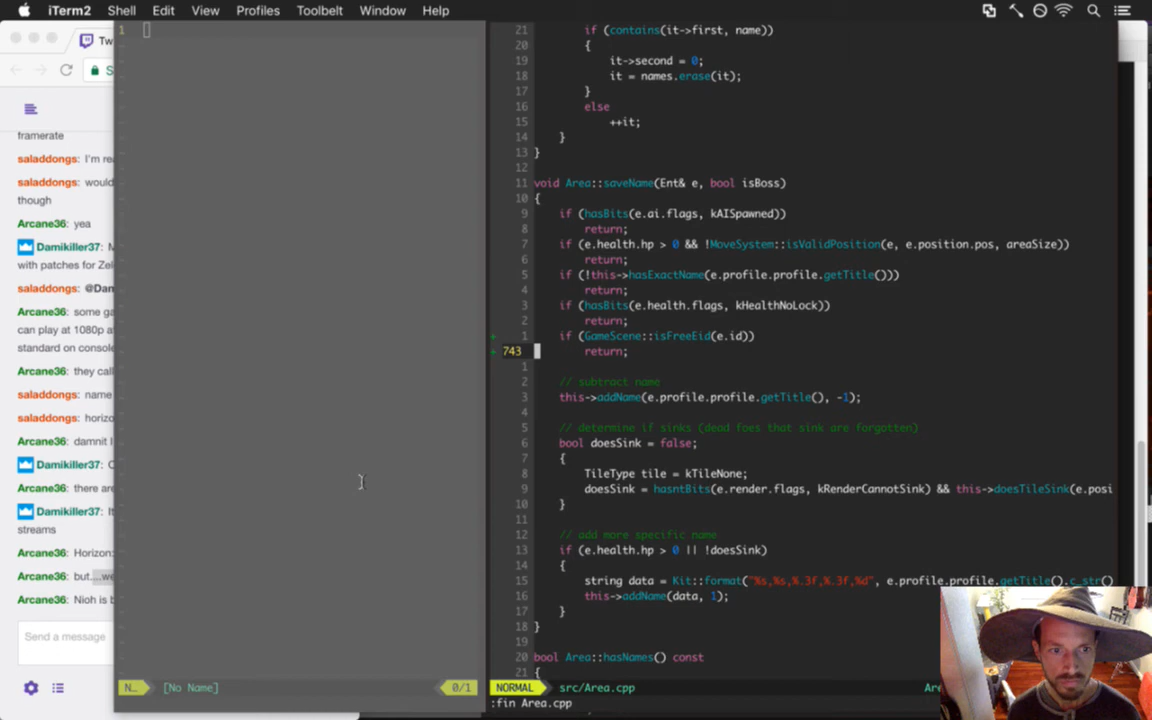 iTerm2 Shell Edit View Profiles Toolbelt Window Help
framerate
saladdongs:
saladdongs: would
though
Arcane36: yea
Damikiller37:
with patches for
saladdongs:
Arcane36: some
can play at 1080p
standard on
Arcane36: they
saladdongs: name
saladdongs:
Arcane36: damnit I
Damikiller37:
Arcane36: there are
Damikiller37:
streams
Arcane36: Horizon:
Arcane36:
Arcane36: Nioh is
Send a message
1
N... [No Name] 0/1
21 if (contains(it->first, name))
20 {
19 it->second = 0;
18 it = names.erase(it);
17 }
16 else
15 ++it;
14 }
13 }
12
11 void Area::saveName(Ent& e, bool isBoss)
10 {
9 if (hasBits(e.ai.flags, kAISpawned))
8 return;
7 if (e.health.hp > 0 && !MoveSystem::isValidPosition(e, e.position.pos, areaSize))
6 return;
5 if (!this->hasExactName(e.profile.profile.getTitle()))
4 return;
3 if (hasBits(e.health.flags, kHealthNoLock))
2 return;
+ 1 if (GameScene::isFreeEid(e.id))
+ 743 return;
1
2 // subtract name
3 this->addName(e.profile.profile.getTitle(), -1);
4
5 // determine if sinks (dead foes that sink are forgotten)
6 bool doesSink = false;
7 {
8 TileType tile = kTileNone;
9 doesSink = hasntBits(e.render.flags, kRenderCannotSink) && this->doesTileSink(e.posi
10 }
11
12 // add more specific name
13 if (e.health.hp > 0 || !doesSink)
14 {
15 string data = Kit::format("%s,%s,%.3f,%.3f,%d", e.profile.profile.getTitle().c_str()
16 this->addName(data, 1);
17 }
18 }
19
20 bool Area::hasNames() const
21 {
NORMAL src/Area.cpp
:fin Area.cpp